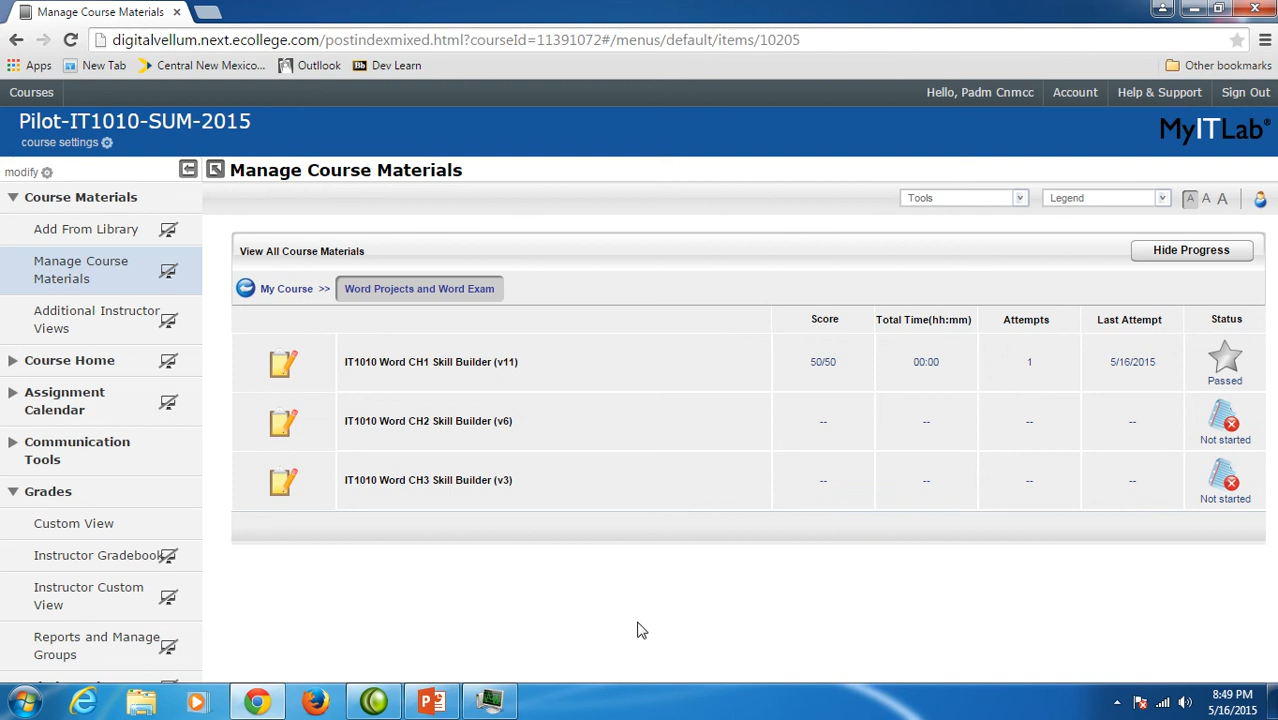 Manage Course Materials
digitalvellum.next.ecollege.com/postindexmixed.html?courseId=11391072#/menus/default/items/10205
Apps New Tab Central New Mexico... Outllook Bb Dev Learn Other bookmarks
Courses Hello, Padm Cnmcc Account Help & Support Sign Out
Pilot-IT1010-SUM-2015
course settings
MyITLab®
modify
Manage Course Materials
Course Materials
Tools Legend A A A
Add From Library
Manage Course
Materials
View All Course Materials Hide Progress
My Course >> Word Projects and Word Exam
Additional Instructor
Views
Score Total Time(hh:mm) Attempts Last Attempt Status
Course Home
IT1010 Word CH1 Skill Builder (v11) 50/50 00:00 1 5/16/2015 Passed
Assignment
Calendar
IT1010 Word CH2 Skill Builder (v6) -- -- -- -- Not started
Communication
Tools
IT1010 Word CH3 Skill Builder (v3) -- -- -- -- Not started
Grades
Custom View
Instructor Gradebook
Instructor Custom
View
Reports and Manage
Groups
8:49 PM
5/16/2015